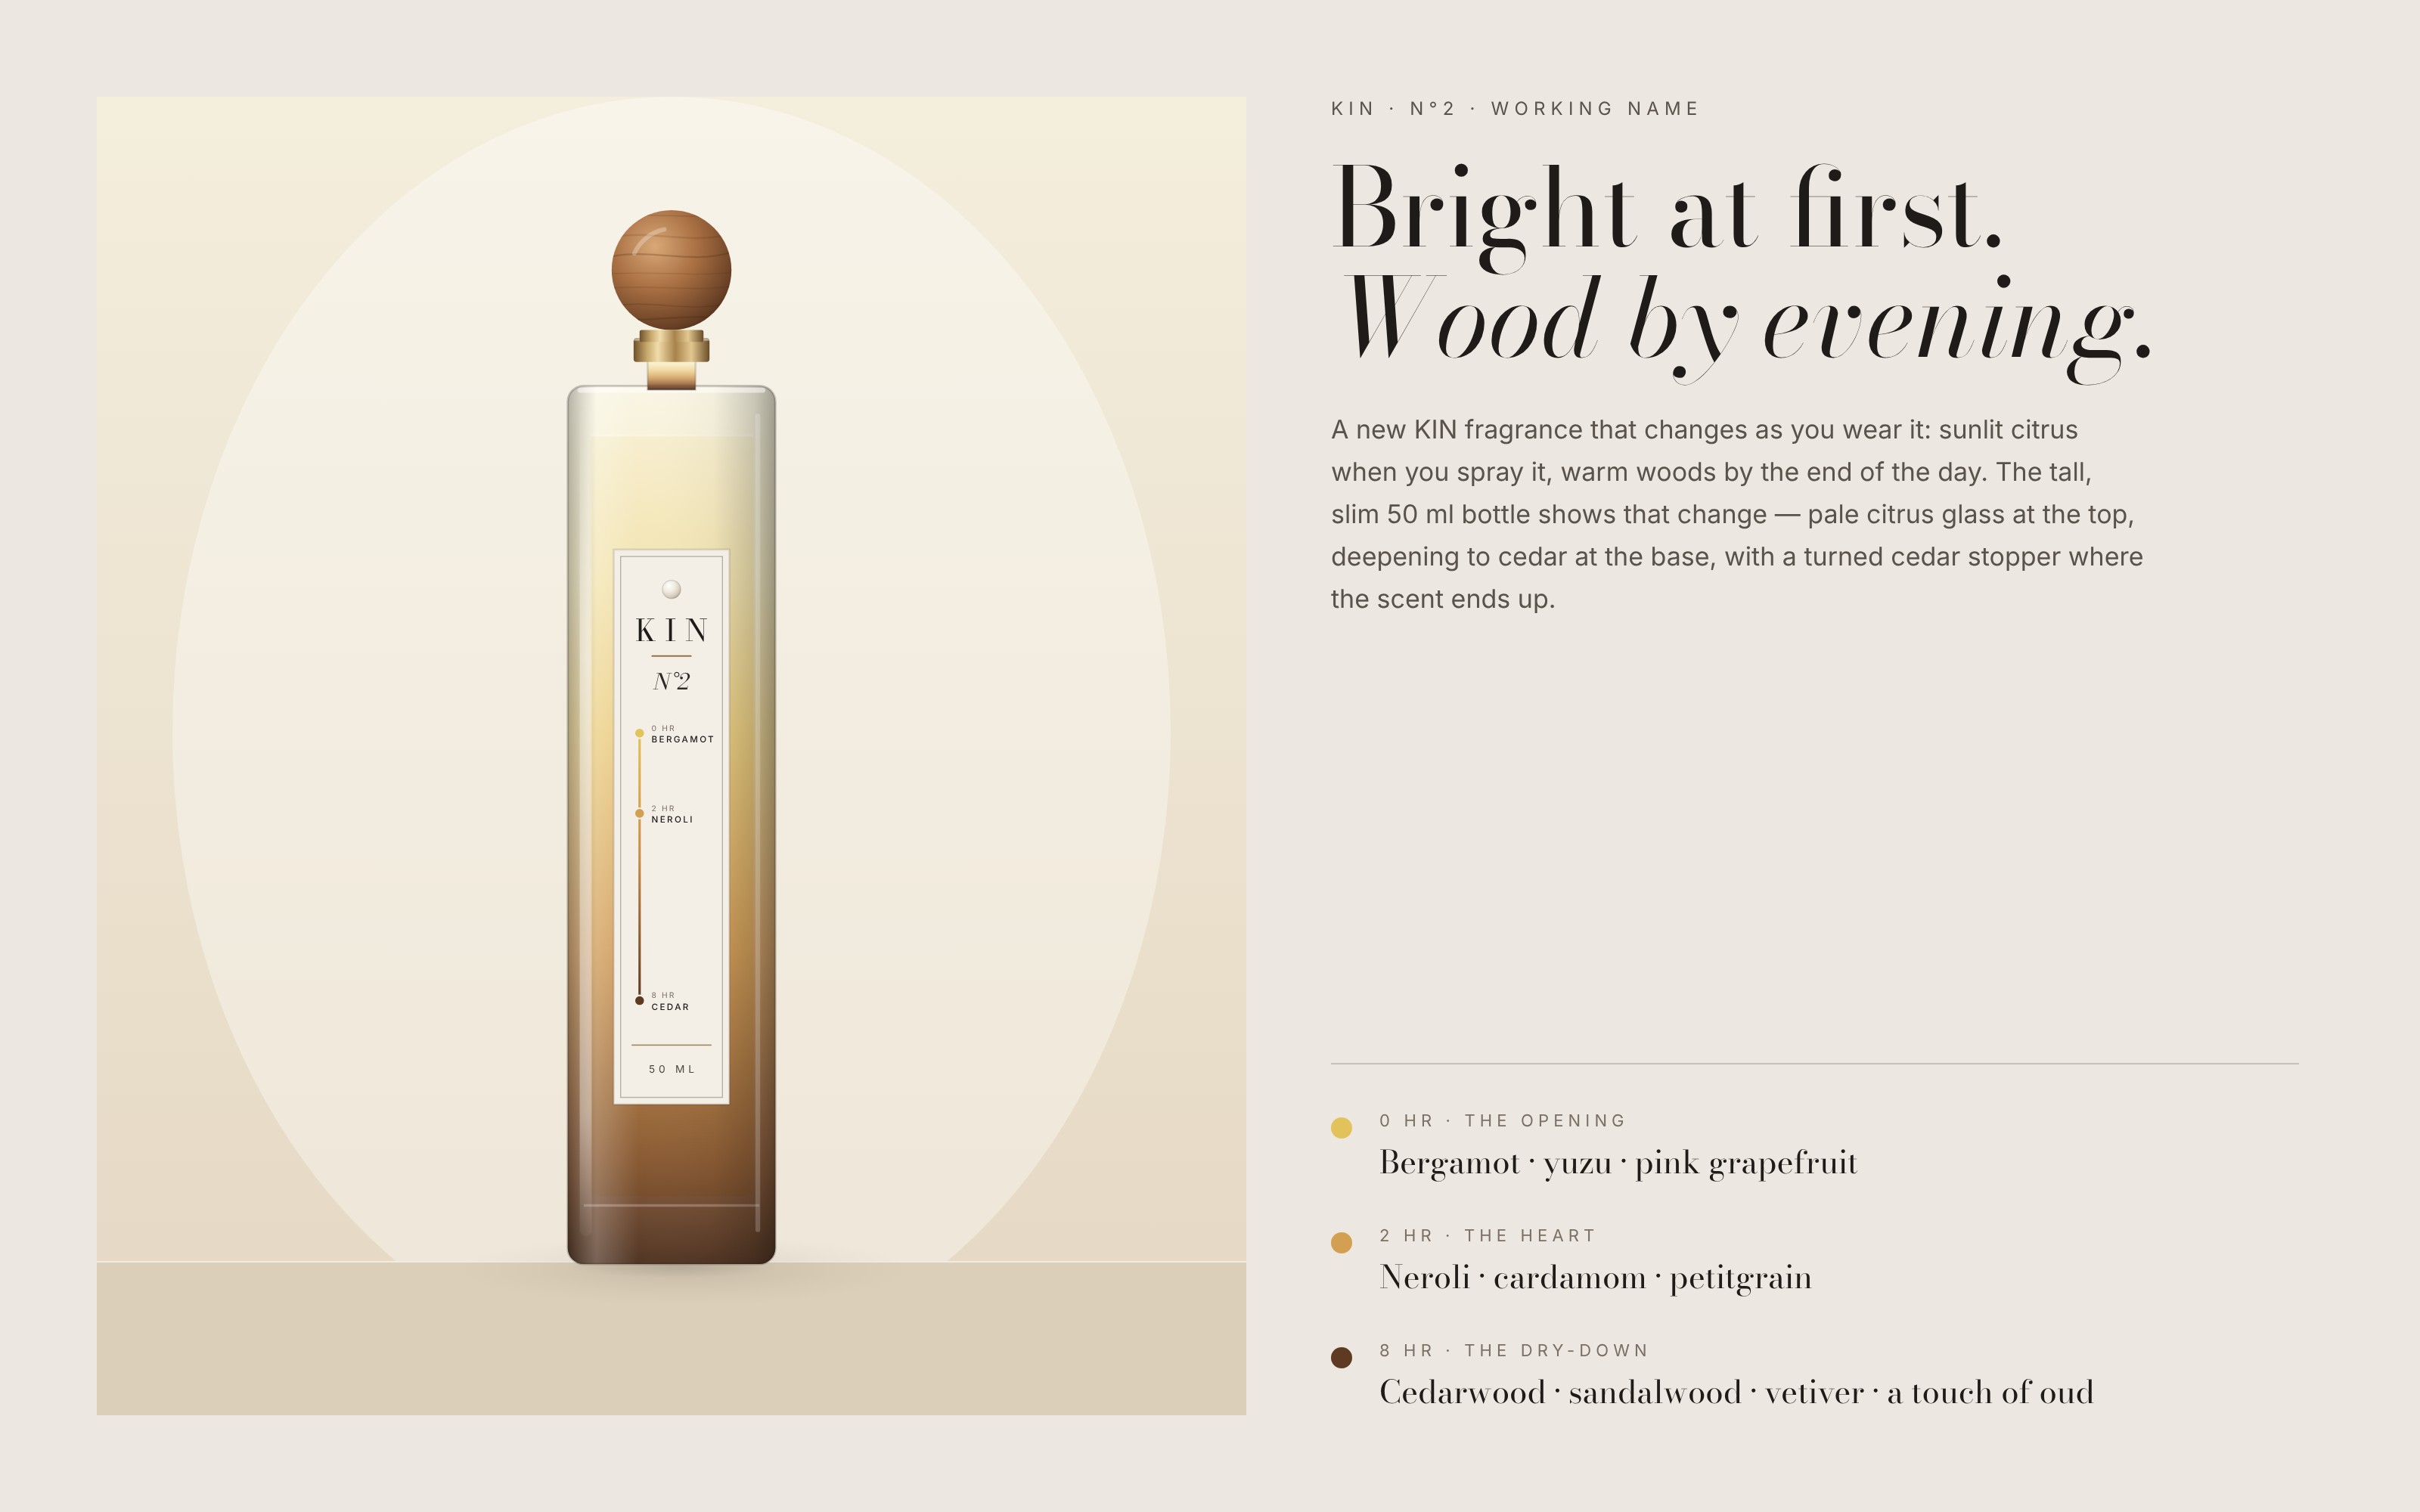 KIN · N°2 · WORKING NAME
Bright at first.
Wood by evening.
A new KIN fragrance that changes as you wear it: sunlit citrus
when you spray it, warm woods by the end of the day. The tall,
slim 50 ml bottle shows that change — pale citrus glass at the top,
deepening to cedar at the base, with a turned cedar stopper where
the scent ends up.
KIN
N°2
0 HR
BERGAMOT
2 HR
NEROLI
8 HR
CEDAR
50 ML
0 HR · THE OPENING
Bergamot · yuzu · pink grapefruit
2 HR · THE HEART
Neroli · cardamom · petitgrain
8 HR · THE DRY-DOWN
Cedarwood · sandalwood · vetiver · a touch of oud